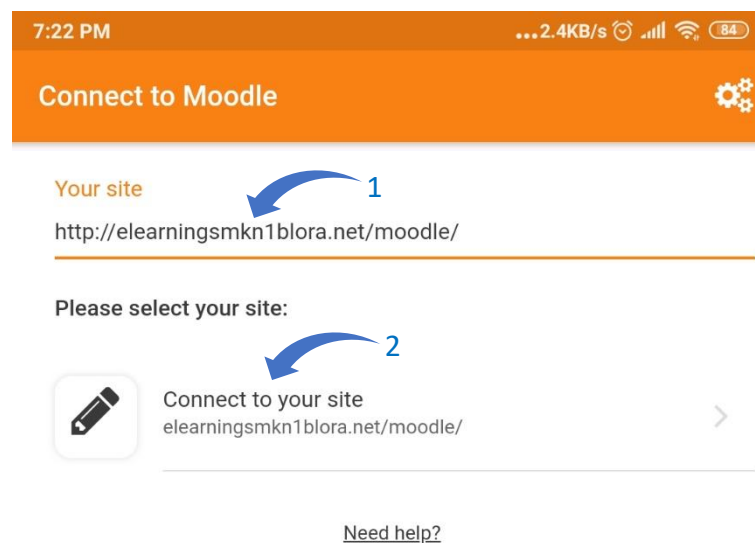 7:22 PM ...2.4KB/s 84
Connect to Moodle
Your site
1
http://elearningsmkn1blora.net/moodle/
Please select your site:
2
Connect to your site
elearningsmkn1blora.net/moodle/
Need help?